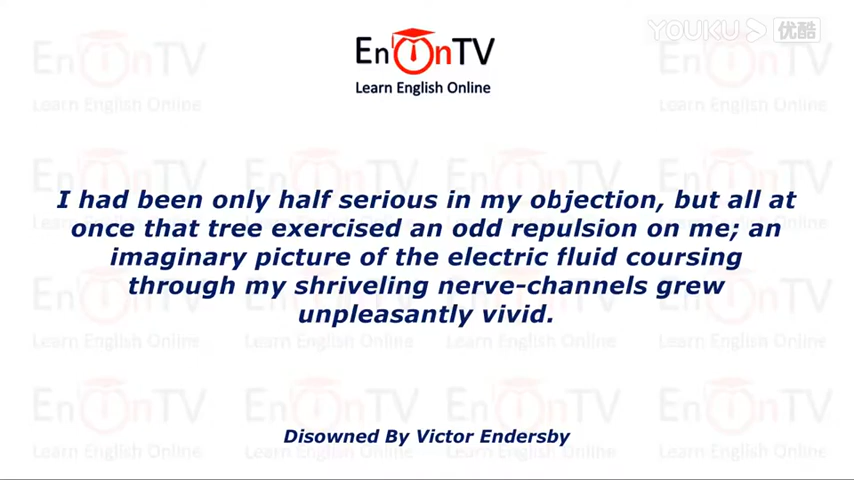 YOUKU 优酷
EnOnTV
Learn English Online
I had been only half serious in my objection, but all at
once that tree exercised an odd repulsion on me; an
imaginary picture of the electric fluid coursing
through my shriveling nerve-channels grew
unpleasantly vivid.
Disowned By Victor Endersby